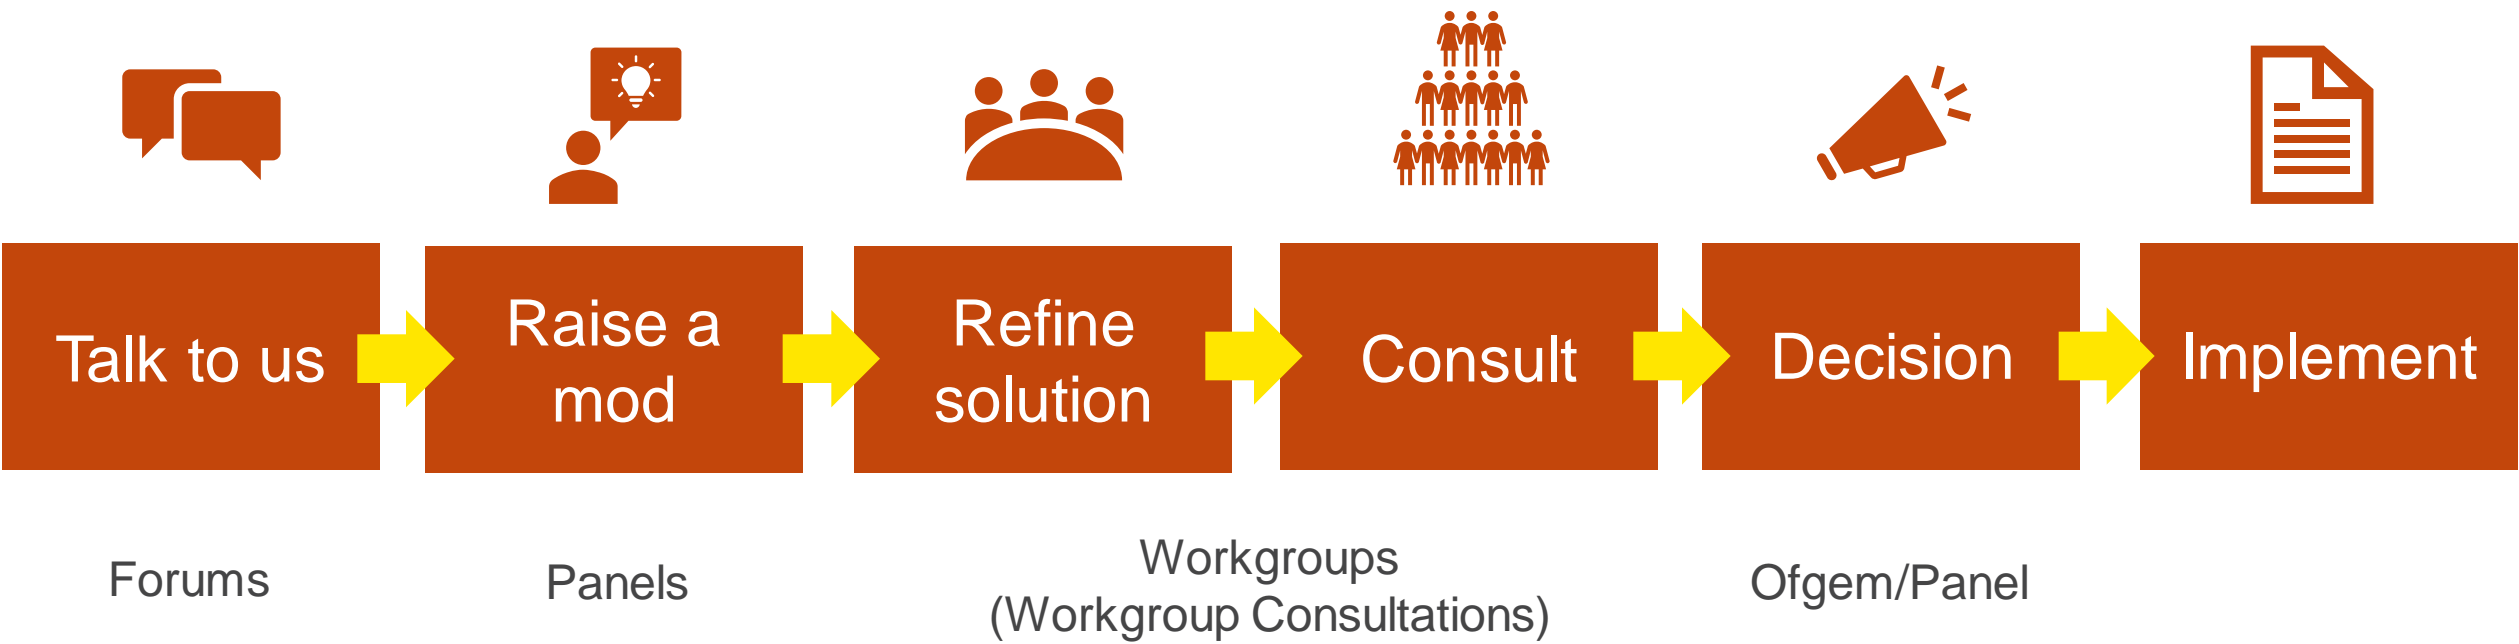 Talk to us
Raise a
mod
Refine
solution
Consult
Decision
Implement
Forums
Panels
Workgroups
(Workgroup Consultations)
Ofgem/Panel